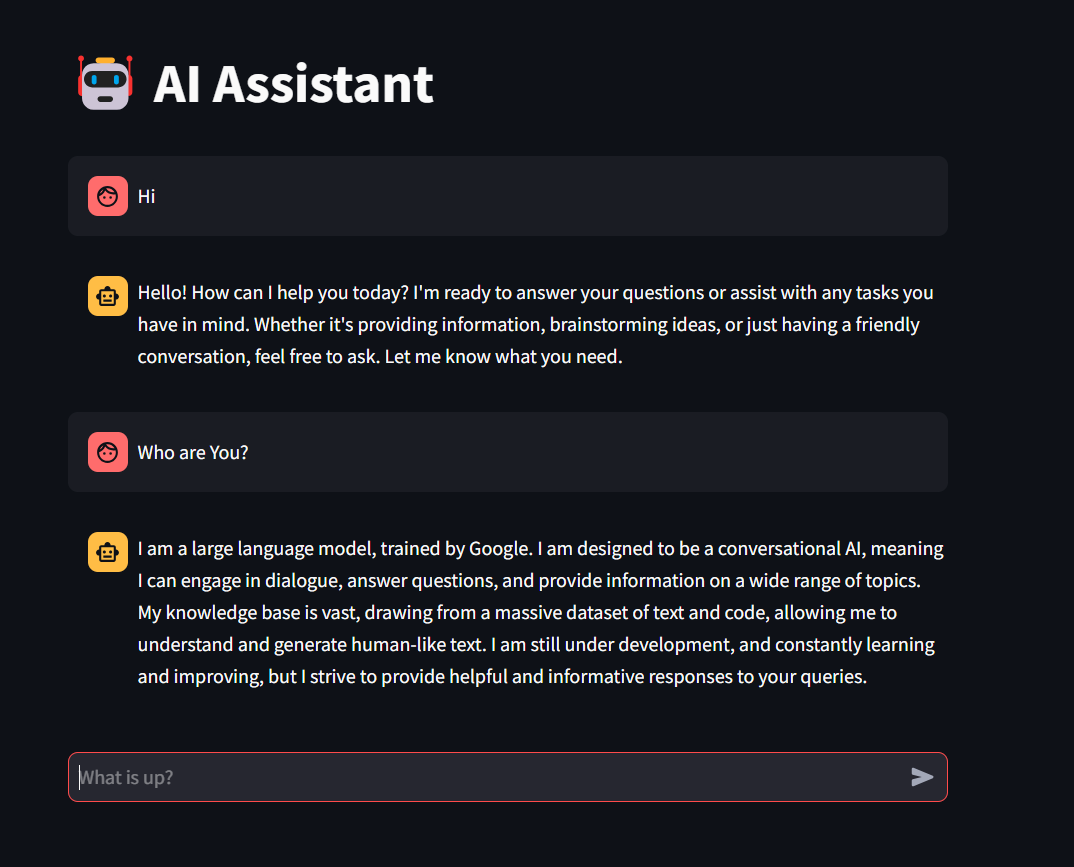 AI Assistant
Hi
Hello! How can I help you today? I'm ready to answer your questions or assist with any tasks you
have in mind. Whether it's providing information, brainstorming ideas, or just having a friendly
conversation, feel free to ask. Let me know what you need.
Who are You?
I am a large language model, trained by Google. I am designed to be a conversational AI, meaning
I can engage in dialogue, answer questions, and provide information on a wide range of topics.
My knowledge base is vast, drawing from a massive dataset of text and code, allowing me to
understand and generate human-like text. I am still under development, and constantly learning
and improving, but I strive to provide helpful and informative responses to your queries.
What is up?